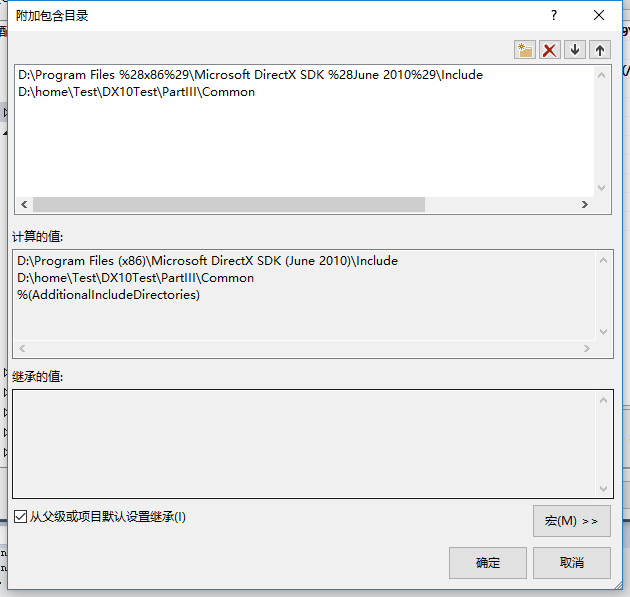 附加包含目录
D:\Program Files %28x86%29\Microsoft DirectX SDK %28June 2010%29\Include
D:\home\Test\DX10Test\PartIII\Common
计算的值:
D:\Program Files (x86)\Microsoft DirectX SDK (June 2010)\Include
D:\home\Test\DX10Test\PartIII\Common
%(AdditionalIncludeDirectories)
继承的值:
从父级或项目默认设置继承(I)
宏(M) >>
确定
取消